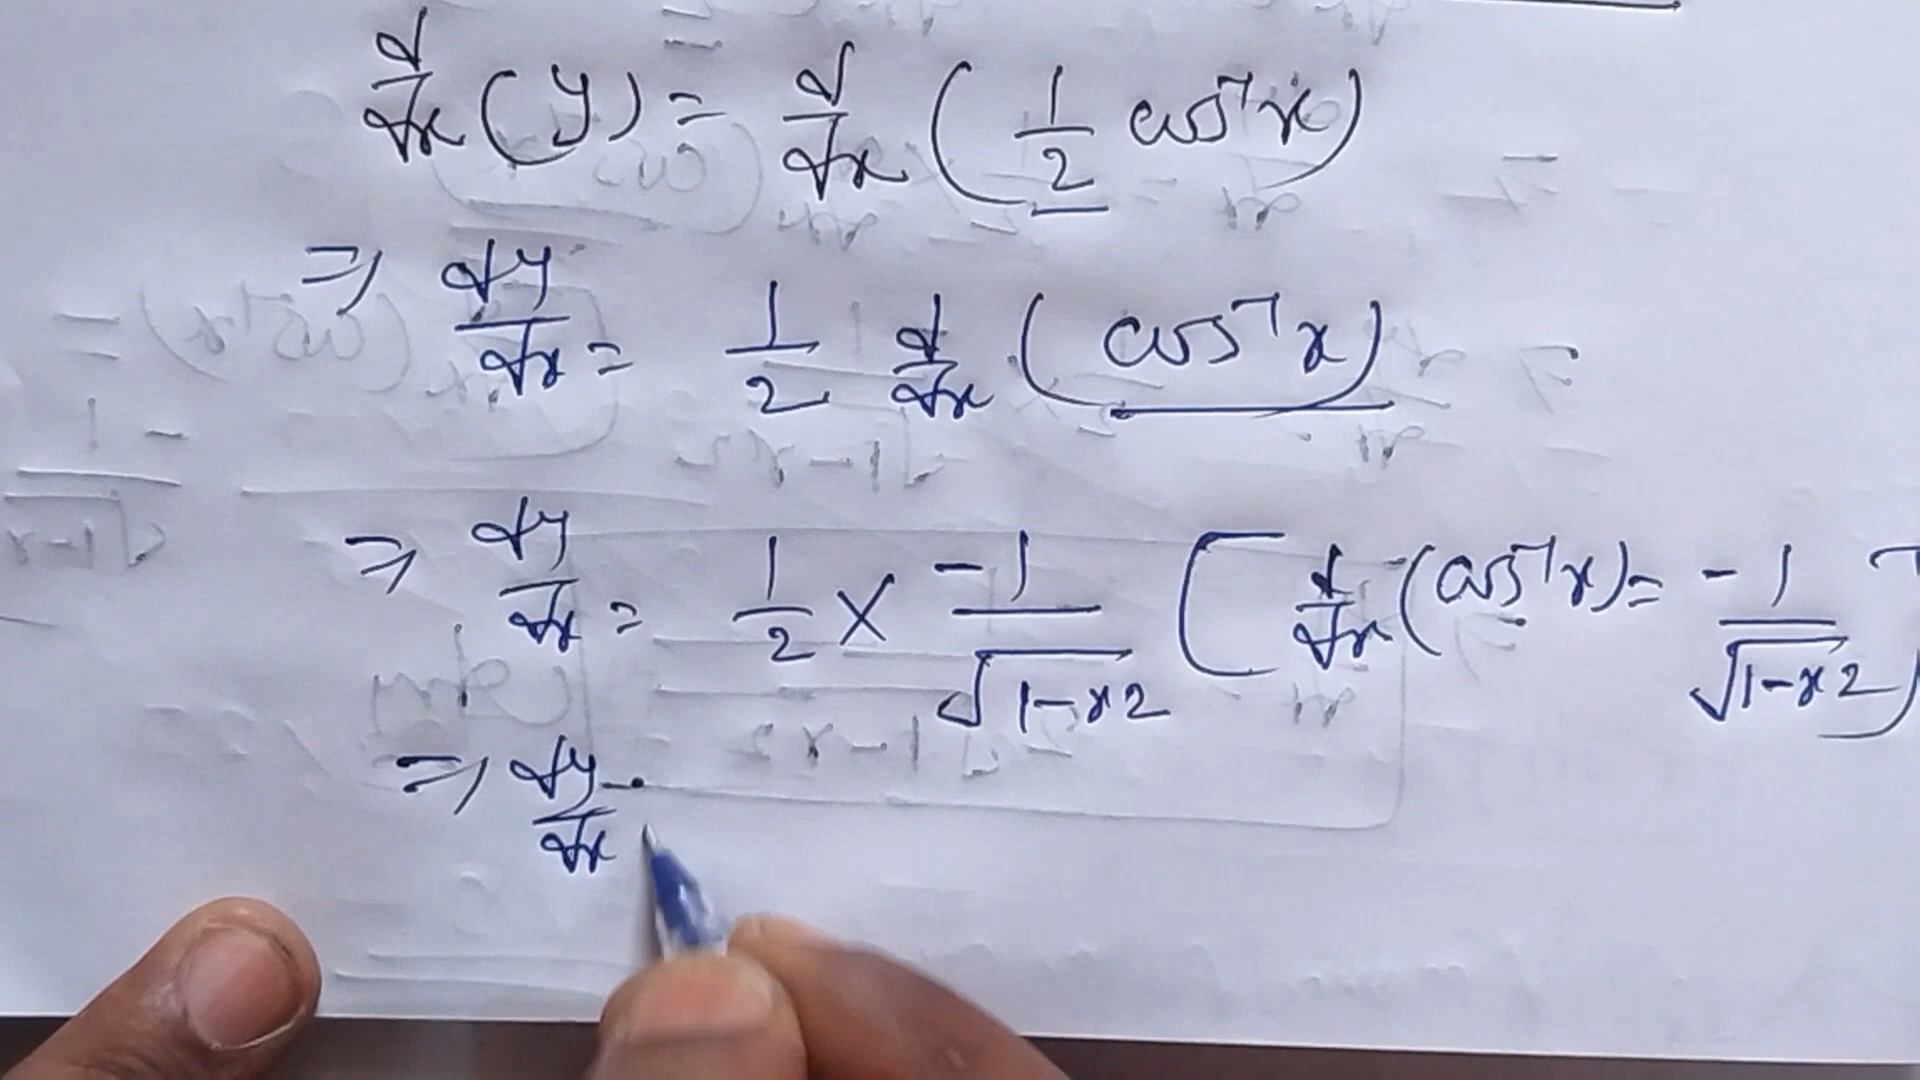 d/dx (y) = d/dx (1/2 cos⁻¹x)
⇒ dy/dx = 1/2 d/dx (cos⁻¹x)
⇒ dy/dx = 1/2 × -1/√1-x2 [d/dx (cos⁻¹x) = -1/√1-x2]
⇒ dy/dx